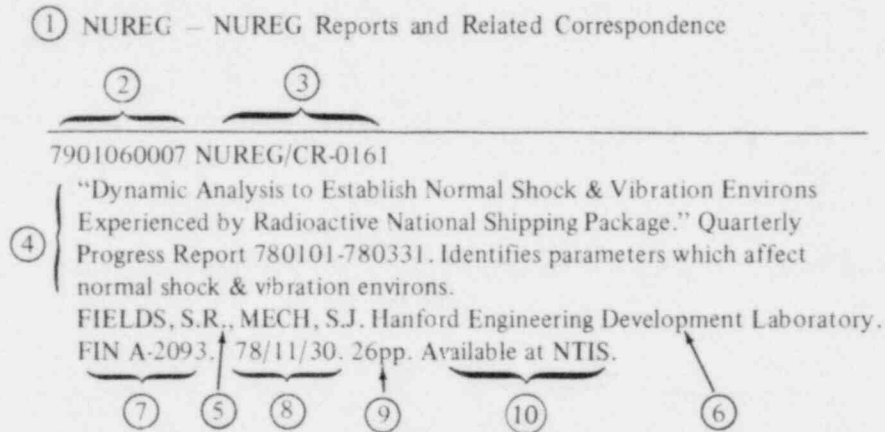 ① NUREG – NUREG Reports and Related Correspondence
② ③
7901060007 NUREG/CR-0161
“Dynamic Analysis to Establish Normal Shock & Vibration Environs
Experienced by Radioactive National Shipping Package.” Quarterly
④ Progress Report 780101-780331. Identifies parameters which affect
normal shock & vibration environs.
FIELDS, S.R., MECH, S.J. Hanford Engineering Development Laboratory.
FIN A-2093. 78/11/30. 26pp. Available at NTIS.
⑦ ⑤ ⑧ ⑨ ⑩ ⑥